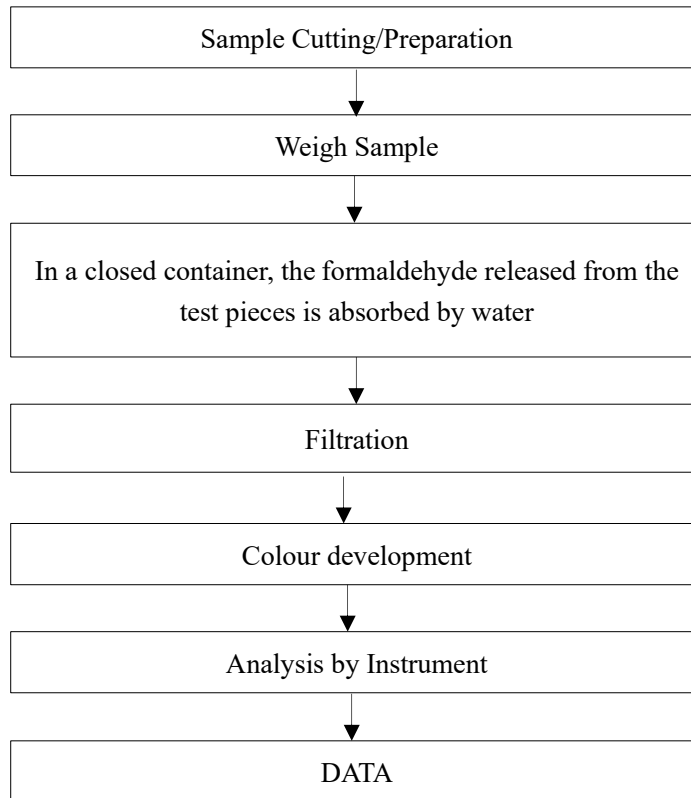 Sample Cutting/Preparation
Weigh Sample
In a closed container, the formaldehyde released from the
test pieces is absorbed by water
Filtration
Colour development
Analysis by Instrument
DATA